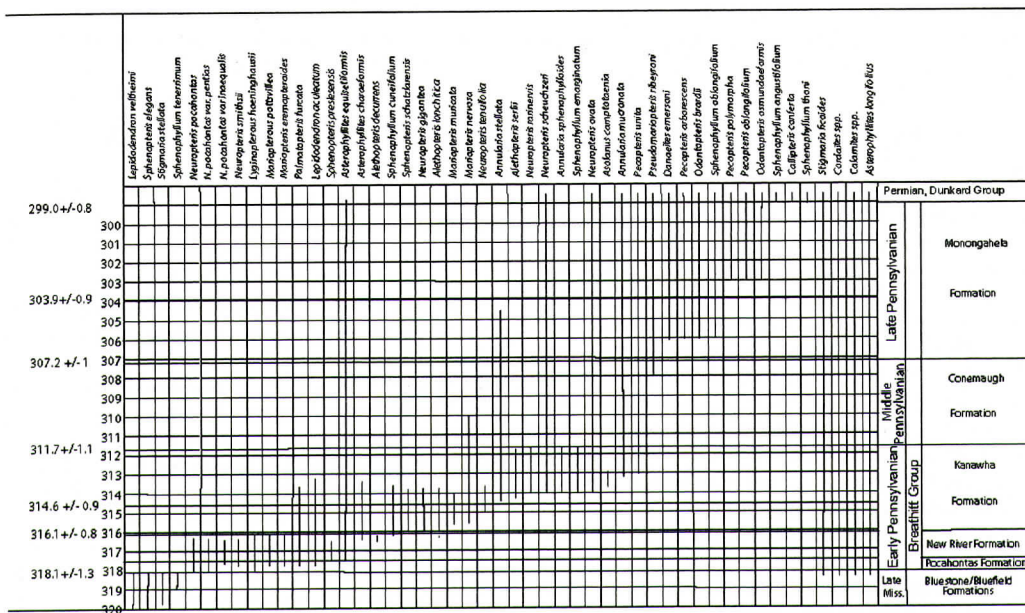 Lepidodendron veltheimi
Sphenopteris elegans
Stigmaria stellata
Sphenophyllum tenerrimum
Neuropteris pocahontas
N. pocahontas var. pentias
N. pocahontas var. inaequalis
Neuropteris smithsii
Lyginopteris hoeninghausii
Mariopteris pottsvillea
Mariopteris eremopteroides
Palmatopteris furcata
Lepidodendron aculeatum
Sphenopteris preslesensis
Asterophyllites equisetiformis
Asterophyllites charaeformis
Alethopteris decurrens
Sphenophyllum cuneifolium
Sphenopteris schatzlarensis
Neuropteris gigantea
Alethopteris lonchitica
Mariopteris muricata
Mariopteris nervosa
Neuropteris tenuifolia
Annularia stellata
Alethopteris serlii
Neuropteris rarinervis
Neuropteris scheuchzeri
Annularia sphenophylloides
Sphenophyllum emarginatum
Neuropteris ovata
Asolanus camptotaenia
Annularia mucronata
Pecopteris unita
Pseudomariopteris ribeyroni
Danaeites emersoni
Pecopteris arborescens
Odontopteris brardii
Sphenophyllum oblongifolium
Pecopteris polymorpha
Pecopteris oblongifolium
Odontopteris osmundaeformis
Sphenophyllum angustifolium
Callipteris conferta
Sphenophyllum thoni
Stigmaria ficoides
Cordaites spp.
Calamites spp.
Asterophyllites longifolius
Permian, Dunkard Group
299.0+/-0.8
300
301
302
303
303.9+/-0.9
304
305
306
307.2 +/- 1
307
308
309
310
311
311.7+/-1.1
312
313
314
314.6 +/- 0.9
315
316.1 +/- 0.8
316
317
318
318.1+/-1.3
319
320
Late Pennsylvanian
Monongahela
Formation
Middle
Pennsylvanian
Conemaugh
Formation
Early Pennsylvanian
Breathitt Group
Kanawha
Formation
New River Formation
Pocahontas Formation
Late
Miss.
Bluestone/Bluefield
Formations